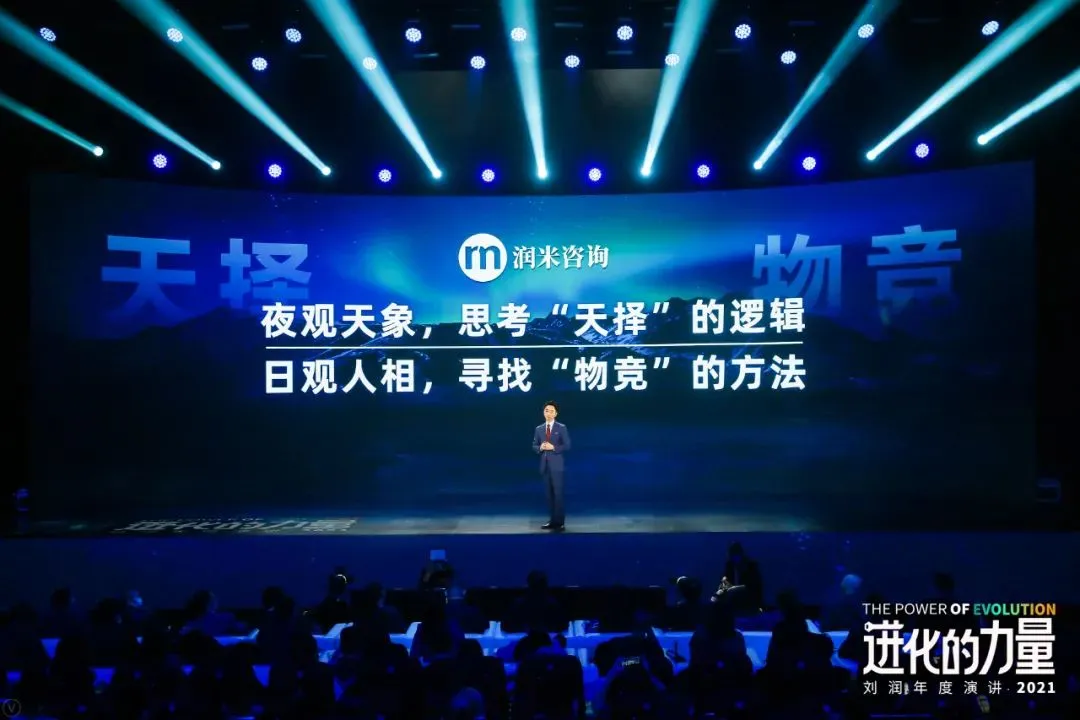 天择
物竞
rm 润米咨询
夜观天象，思考“天择”的逻辑
日观人相，寻找“物竞”的方法
进化的力量
THE POWER OF EVOLUTION
进化的力量
刘润年度演讲·2021